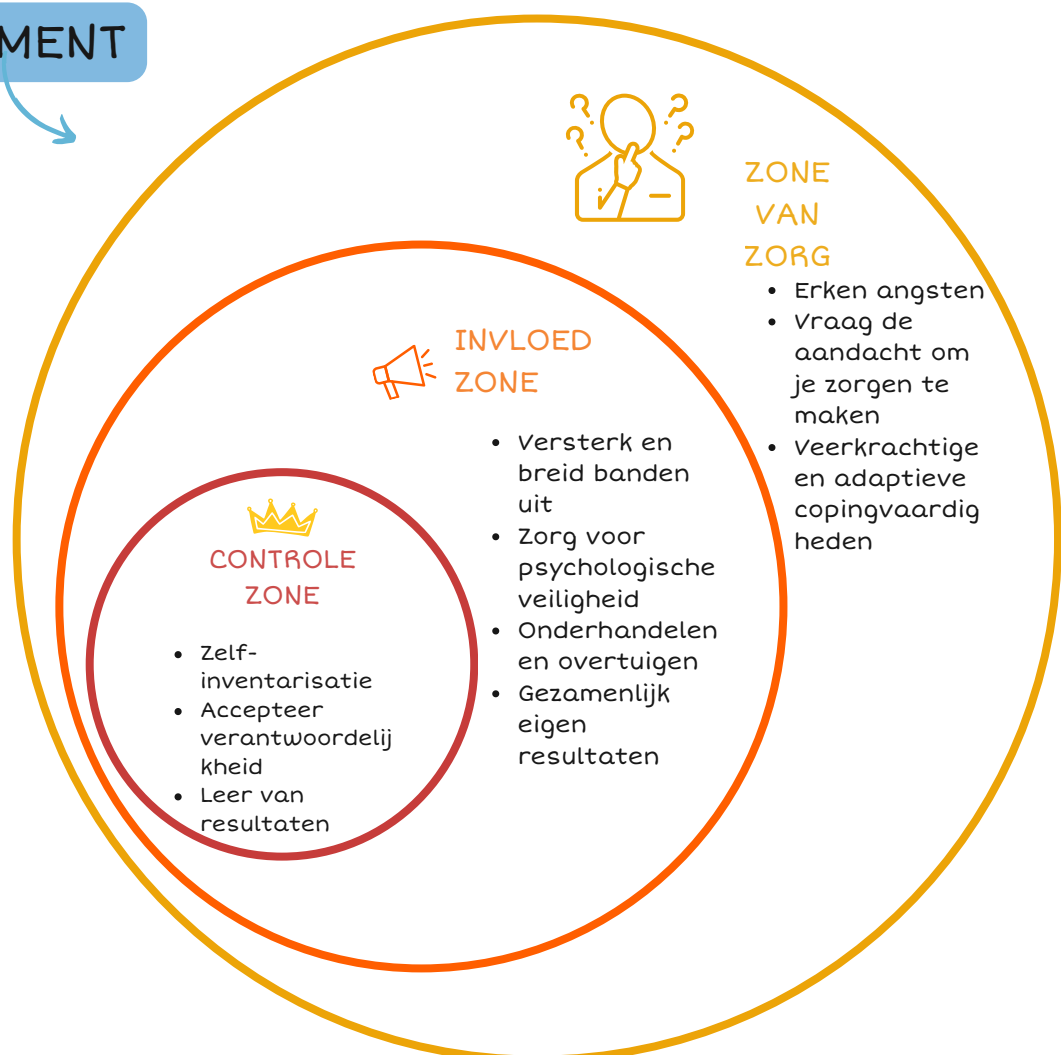 MENT
ZONE
VAN
ZORG
• Erken angsten
• Vraag de
aandacht om
je zorgen te
maken
• Veerkrachtige
en adaptieve
copingvaardig
heden
INVLOED
ZONE
• Versterk en
breid banden
uit
• Zorg voor
psychologische
veiligheid
• Onderhandelen
en overtuigen
• Gezamenlijk
eigen
resultaten
CONTROLE
ZONE
• Zelf-
inventarisatie
• Accepteer
verantwoordelij
kheid
• Leer van
resultaten